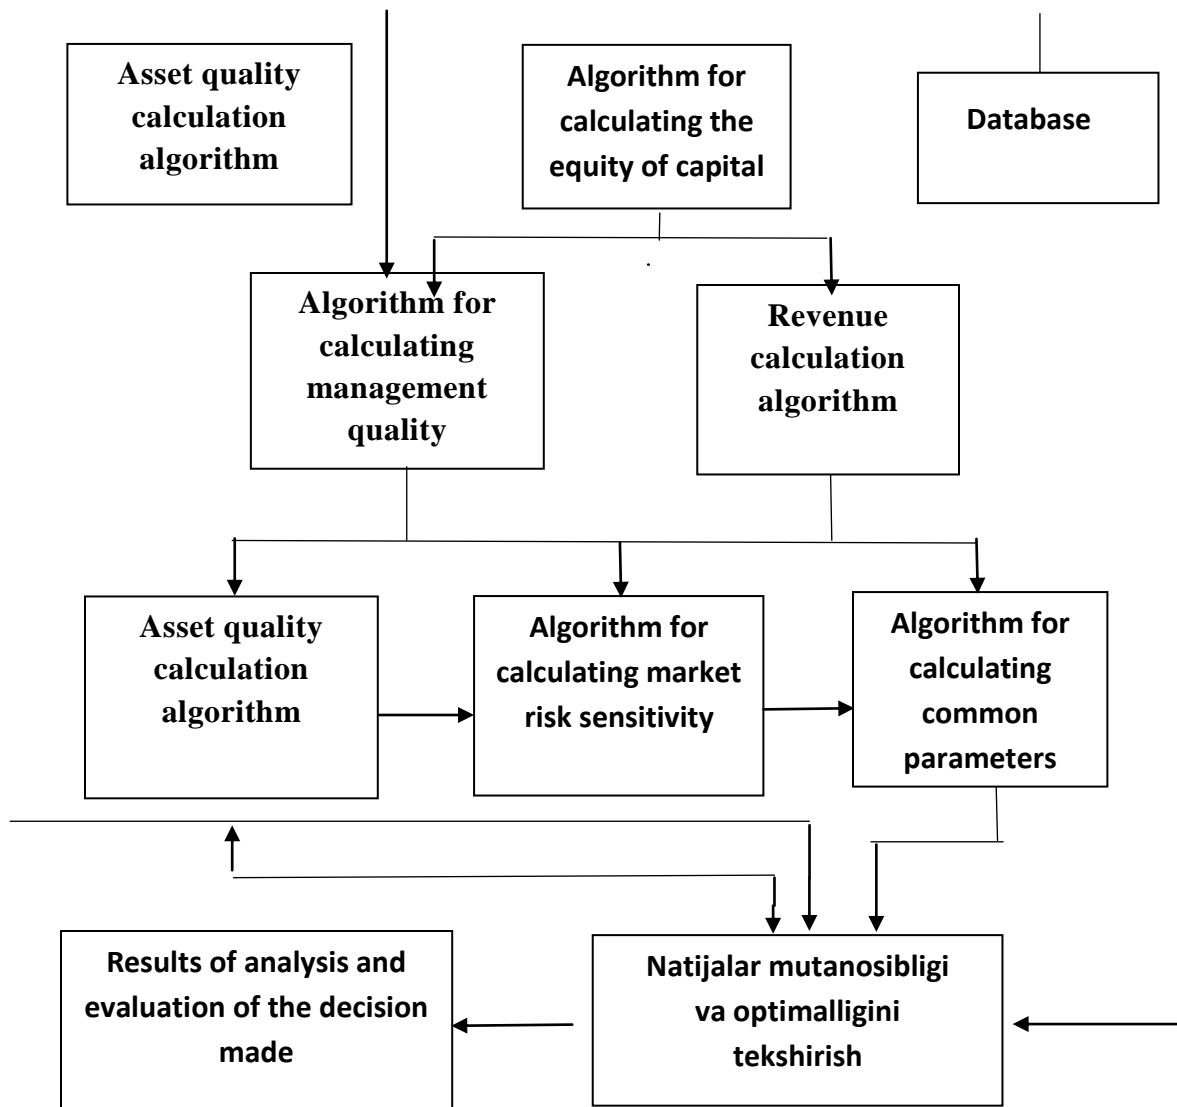 Asset quality
calculation
algorithm
Algorithm for
calculating the
equity of capital
Database
Algorithm for
calculating
management
quality
Revenue
calculation
algorithm
Asset quality
calculation
algorithm
Algorithm for
calculating market
risk sensitivity
Algorithm for
calculating
common
parameters
Results of analysis and
evaluation of the decision
made
Natijalar mutanosibligi
va optimalligini
tekshirish